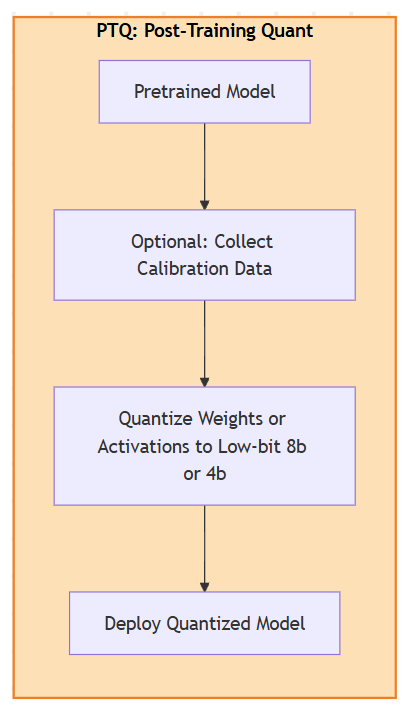 PTQ: Post-Training Quant
Pretrained Model
Optional: Collect
Calibration Data
Quantize Weights or
Activations to Low-bit 8b
or 4b
Deploy Quantized Model